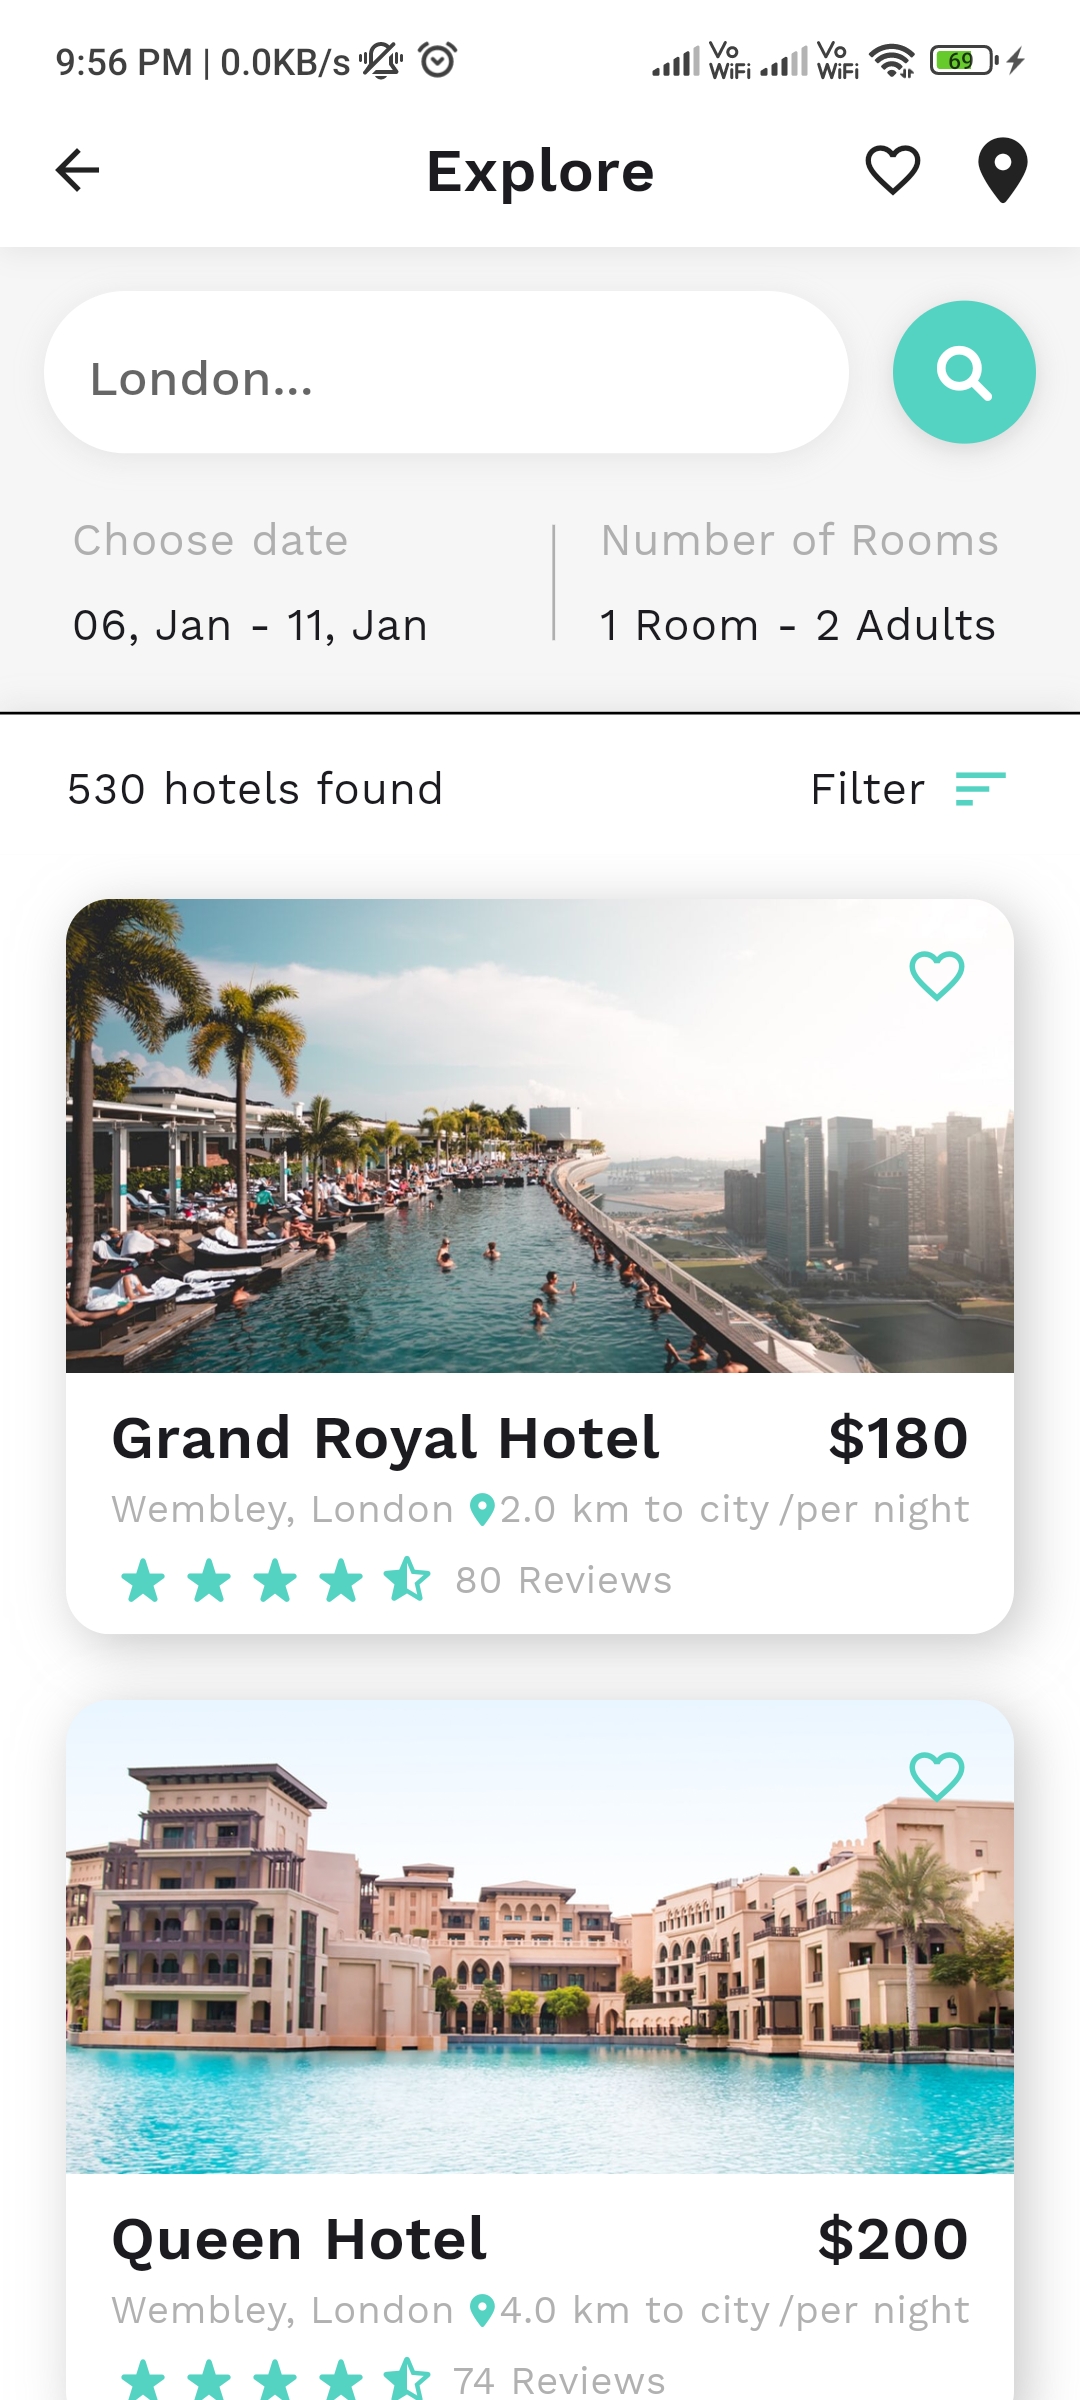 9:56 PM | 0.0KB/s Vo WiFi Vo WiFi 69
Explore
London...
Choose date Number of Rooms
06, Jan - 11, Jan 1 Room - 2 Adults
530 hotels found Filter
Grand Royal Hotel $180
Wembley, London 2.0 km to city /per night
80 Reviews
Queen Hotel $200
Wembley, London 4.0 km to city /per night
74 Reviews